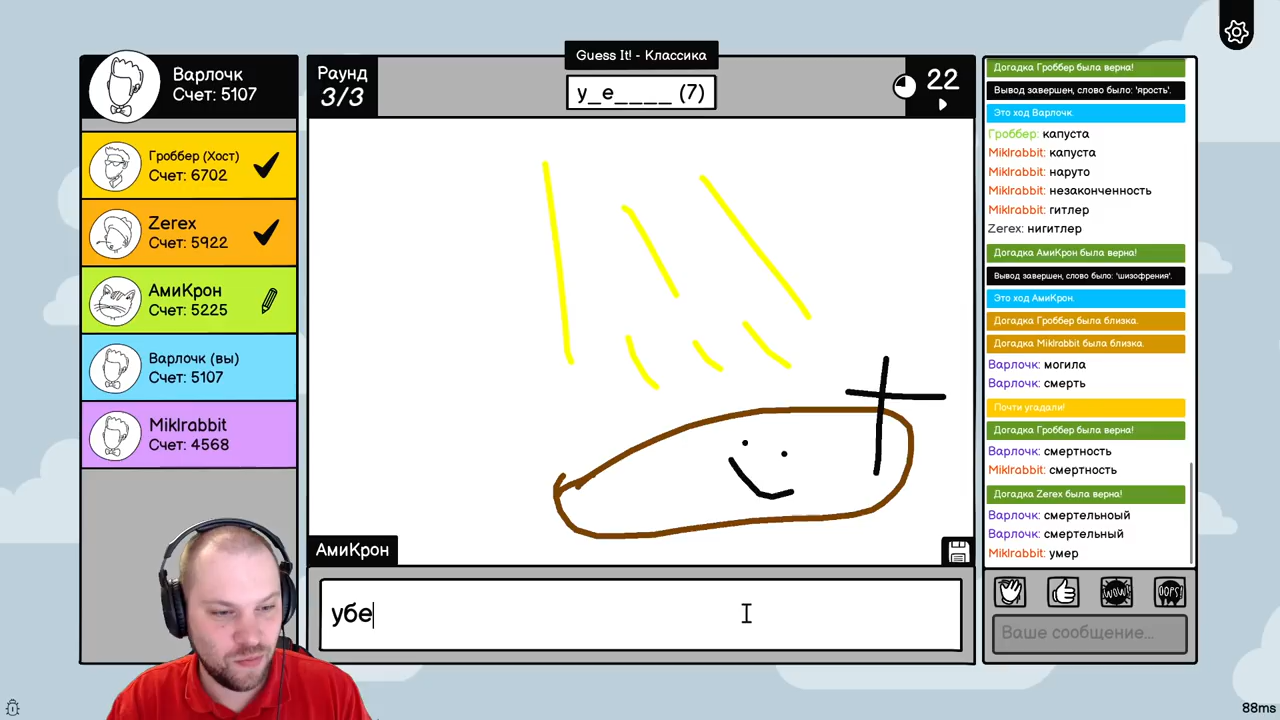 Guess It! - Классика
Варлочк
Счет: 5107
Раунд
3/3
у_е____ (7)
22
Гроббер (Хост)
Счет: 6702
Zerex
Счет: 5922
АмиКрон
Счет: 5225
Варлочк (вы)
Счет: 5107
Miklrabbit
Счет: 4568
АмиКрон
убе
Догадка Гроббер была верна!
Вывод завершен, слово было: 'ярость'.
Это ход Варлочк.
Гроббер: капуста
Miklrabbit: капуста
Miklrabbit: наруто
Miklrabbit: незаконченность
Miklrabbit: гитлер
Zerex: нигитлер
Догадка АмиКрон была верна!
Вывод завершен, слово было: 'шизофрения'.
Это ход АмиКрон.
Догадка Гроббер была близка.
Догадка Miklrabbit была близка.
Варлочк: могила
Варлочк: смерть
Почти угадали!
Догадка Гроббер была верна!
Варлочк: смертность
Miklrabbit: смертность
Догадка Zerex была верна!
Варлочк: смертельноый
Варлочк: смертельный
Miklrabbit: умер
WOW!
OOPS!
Ваше сообщение...
88ms